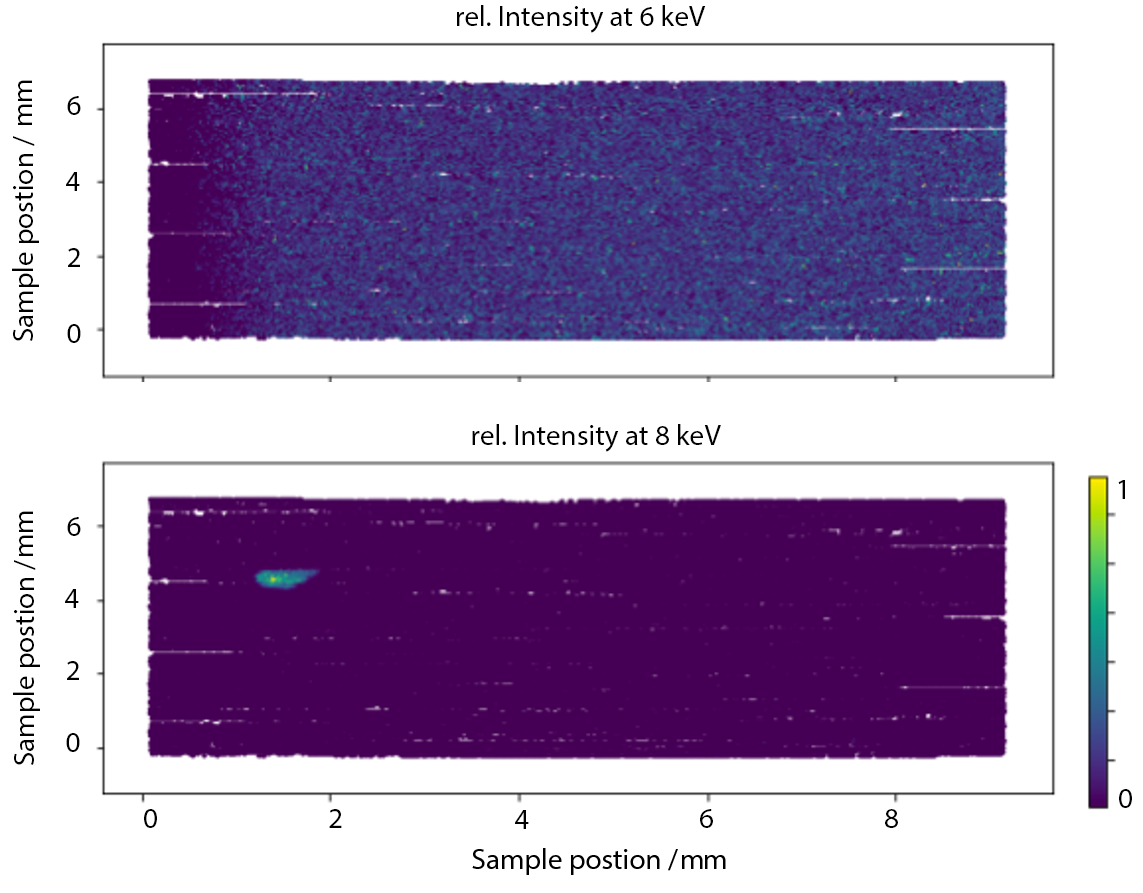 rel. Intensity at 6 keV
Sample postion / mm
6
4
2
0
rel. Intensity at 8 keV
Sample postion /mm
6
4
2
0
1
0
0 2 4 6 8
Sample postion /mm